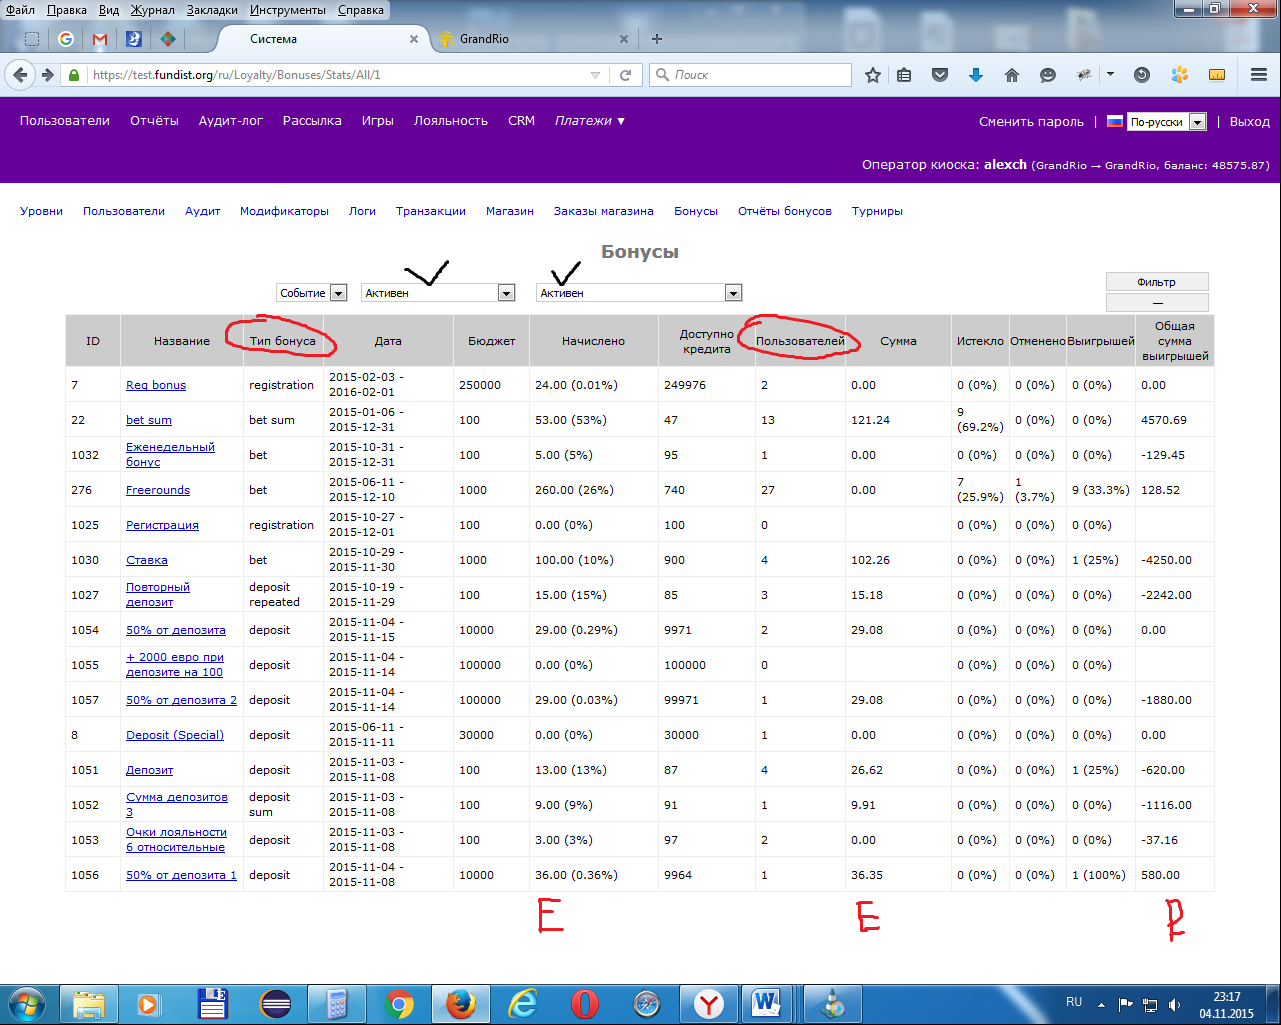 Файл Правка Вид Журнал Закладки Инструменты Справка
Система GrandRio
https://test.fundist.org/ru/Loyalty/Bonuses/Stats/All/1 Поиск
Пользователи Отчёты Аудит-лог Рассылка Игры Лояльность CRM Платежи ▼ Сменить пароль | По-русски | Выход
Оператор киоска: alexch (GrandRio → GrandRio, баланс: 48575.87)
Уровни Пользователи Аудит Модификаторы Логи Транзакции Магазин Заказы магазина Бонусы Отчёты бонусов Турниры
Бонусы
Событие Активен Активен Фильтр
—
ID Название Тип бонуса Дата Бюджет Начислено Доступно кредита Пользователей Сумма Истекло Отменено Выигрышей Общая сумма выигрышей
7 Reg bonus registration 2015-02-03 - 2016-02-01 250000 24.00 (0.01%) 249976 2 0.00 0 (0%) 0 (0%) 0 (0%) 0.00
22 bet sum bet sum 2015-01-06 - 2015-12-31 100 53.00 (53%) 47 13 121.24 9 (69.2%) 0 (0%) 0 (0%) 4570.69
1032 Еженедельный бонус bet 2015-10-31 - 2015-12-31 100 5.00 (5%) 95 1 0.00 0 (0%) 0 (0%) 0 (0%) -129.45
276 Freerounds bet 2015-06-11 - 2015-12-10 1000 260.00 (26%) 740 27 0.00 7 (25.9%) 1 (3.7%) 9 (33.3%) 128.52
1025 Регистрация registration 2015-10-27 - 2015-12-01 100 0.00 (0%) 100 0 0 (0%) 0 (0%) 0 (0%)
1030 Ставка bet 2015-10-29 - 2015-11-30 1000 100.00 (10%) 900 4 102.26 0 (0%) 0 (0%) 1 (25%) -4250.00
1027 Повторный депозит deposit repeated 2015-10-19 - 2015-11-29 100 15.00 (15%) 85 3 15.18 0 (0%) 0 (0%) 0 (0%) -2242.00
1054 50% от депозита deposit 2015-11-04 - 2015-11-15 10000 29.00 (0.29%) 9971 2 29.08 0 (0%) 0 (0%) 0 (0%) 0.00
1055 + 2000 евро при депозите на 100 deposit 2015-11-04 - 2015-11-14 100000 0.00 (0%) 100000 0 0 (0%) 0 (0%) 0 (0%)
1057 50% от депозита 2 deposit 2015-11-04 - 2015-11-14 100000 29.00 (0.03%) 99971 1 29.08 0 (0%) 0 (0%) 0 (0%) -1880.00
8 Deposit (Special) deposit 2015-06-11 - 2015-11-11 30000 0.00 (0%) 30000 1 0.00 0 (0%) 0 (0%) 0 (0%) 0.00
1051 Депозит deposit 2015-11-03 - 2015-11-08 100 13.00 (13%) 87 4 26.62 0 (0%) 0 (0%) 1 (25%) -620.00
1052 Сумма депозитов 3 deposit sum 2015-11-03 - 2015-11-08 100 9.00 (9%) 91 1 9.91 0 (0%) 0 (0%) 0 (0%) -1116.00
1053 Очки лояльности 6 относительные deposit 2015-11-03 - 2015-11-08 100 3.00 (3%) 97 2 0.00 0 (0%) 0 (0%) 0 (0%) -37.16
1056 50% от депозита 1 deposit 2015-11-04 - 2015-11-08 10000 36.00 (0.36%) 9964 1 36.35 0 (0%) 0 (0%) 1 (100%) 580.00
E E
RU 23:17
04.11.2015